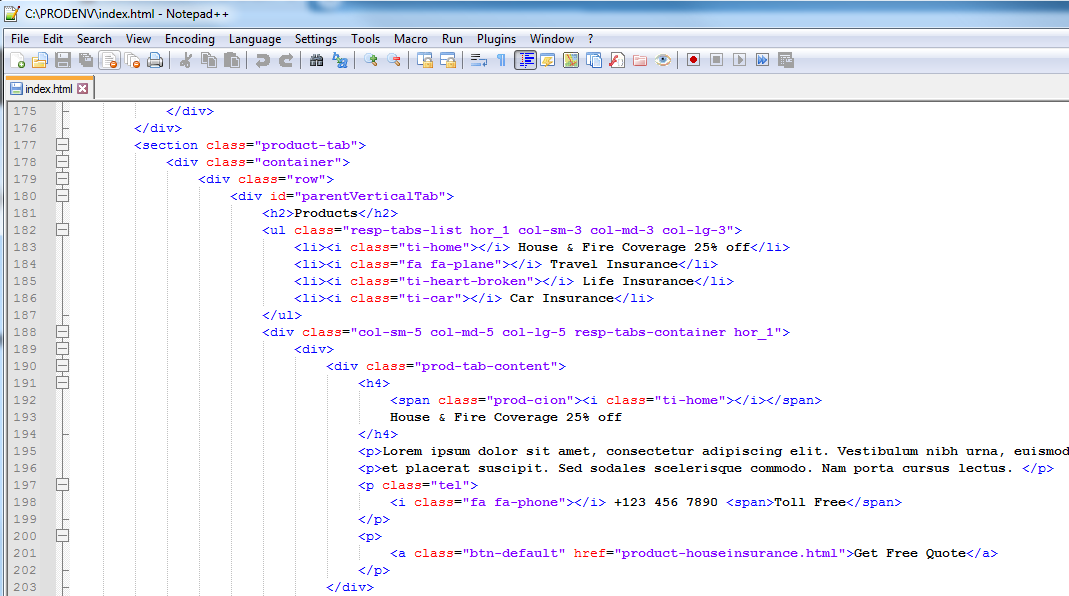 C:\PRODENV\index.html - Notepad++
File Edit Search View Encoding Language Settings Tools Macro Run Plugins Window ?
index.html
175 </div>
176 </div>
177 <section class="product-tab">
178 <div class="container">
179 <div class="row">
180 <div id="parentVerticalTab">
181 <h2>Products</h2>
182 <ul class="resp-tabs-list hor_1 col-sm-3 col-md-3 col-lg-3">
183 <li><i class="ti-home"></i> House & Fire Coverage 25% off</li>
184 <li><i class="fa fa-plane"></i> Travel Insurance</li>
185 <li><i class="ti-heart-broken"></i> Life Insurance</li>
186 <li><i class="ti-car"></i> Car Insurance</li>
187 </ul>
188 <div class="col-sm-5 col-md-5 col-lg-5 resp-tabs-container hor_1">
189 <div>
190 <div class="prod-tab-content">
191 <h4>
192 <span class="prod-cion"><i class="ti-home"></i></span>
193 House & Fire Coverage 25% off
194 </h4>
195 <p>Lorem ipsum dolor sit amet, consectetur adipiscing elit. Vestibulum nibh urna, euismod
196 <p>et placerat suscipit. Sed sodales scelerisque commodo. Nam porta cursus lectus. </p>
197 <p class="tel">
198 <i class="fa fa-phone"></i> +123 456 7890 <span>Toll Free</span>
199 </p>
200 <p>
201 <a class="btn-default" href="product-houseinsurance.html">Get Free Quote</a>
202 </p>
203 </div>